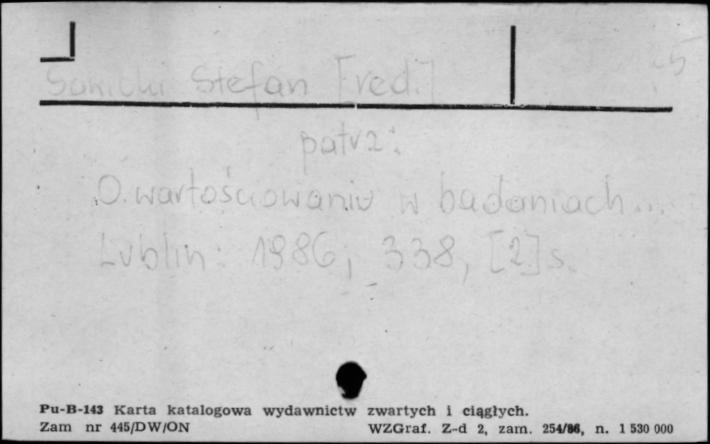 Sawicki Stefan [red.]
patrz:
O wartościowaniu w badaniach...
Lublin: 1986, 338, [2] s.
Pu-B-143 Karta katalogowa wydawnictw zwartych i ciągłych.
Zam nr 445/DW/ON WZGraf. Z-d 2, zam. 254/86, n. 1 530 000